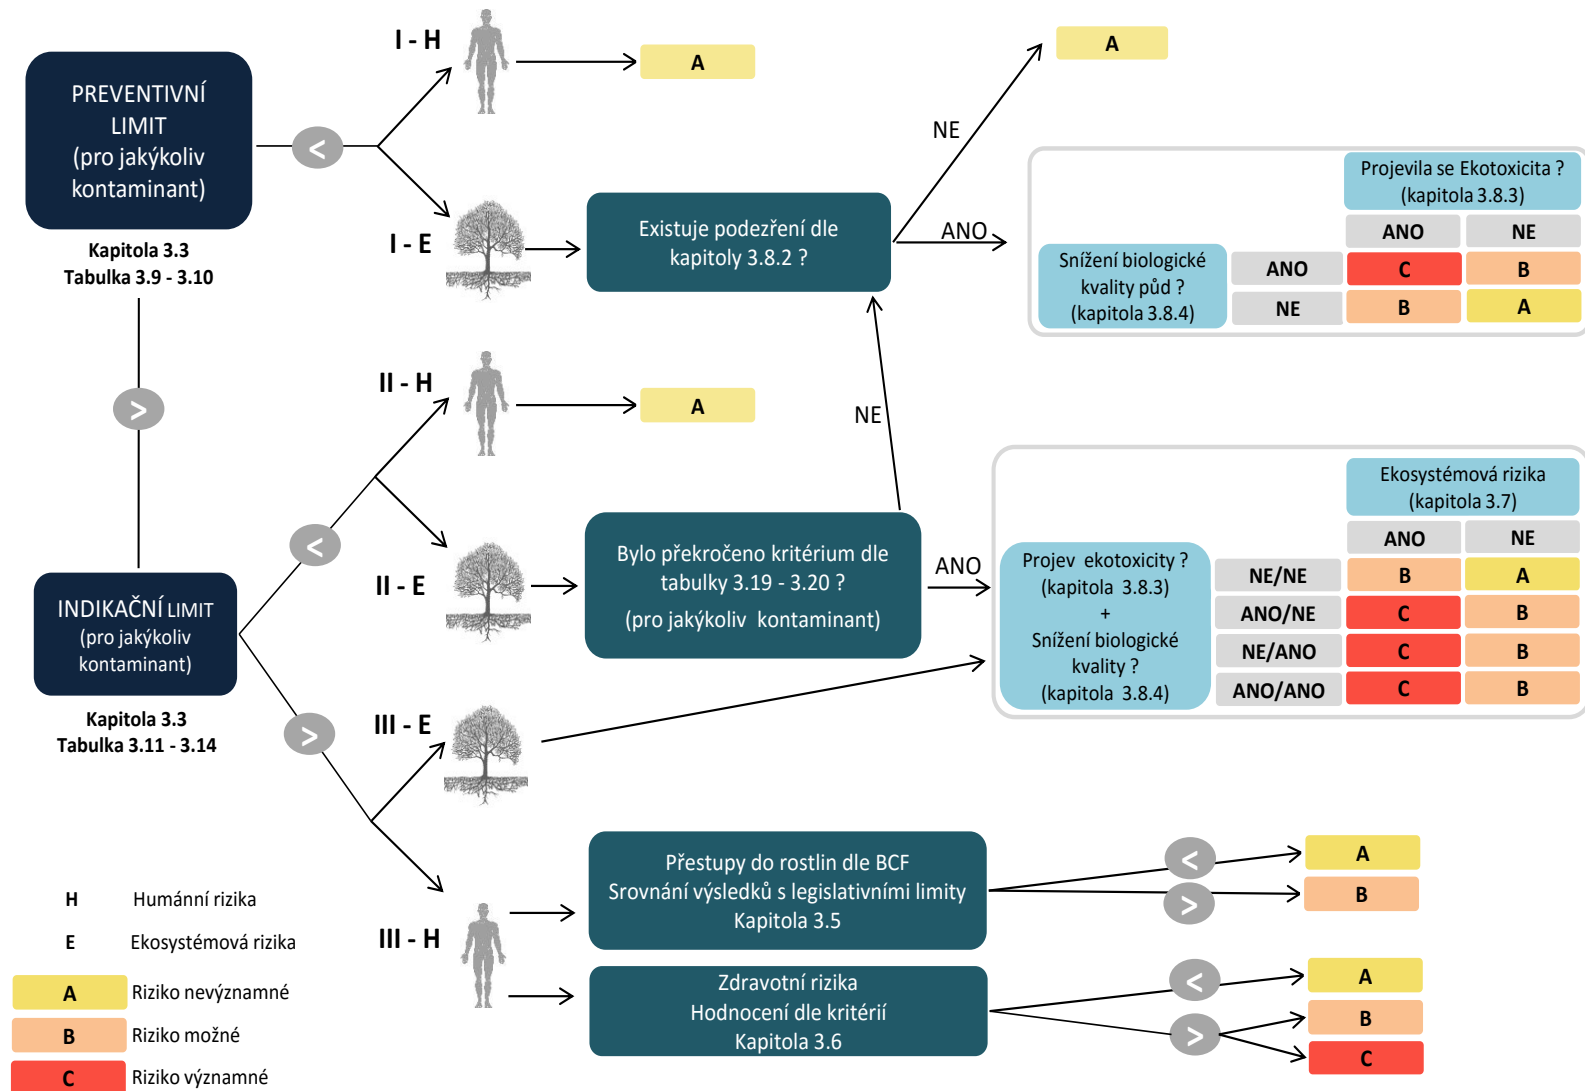 I - H
A
A
PREVENTIVNÍ
LIMIT
(pro jakýkoliv
kontaminant)
<
NE
Projevila se Ekotoxicita ?
(kapitola 3.8.3)
ANO
NE
Snížení biologické
kvality půd ?
(kapitola 3.8.4)
ANO
C
B
NE
B
A
I - E
Existuje podezření dle
kapitoly 3.8.2 ?
ANO
Kapitola 3.3
Tabulka 3.9 - 3.10
>
II - H
A
NE
<
II - E
Bylo překročeno kritérium dle
tabulky 3.19 - 3.20 ?
(pro jakýkoliv kontaminant)
ANO
Ekosystémová rizika
(kapitola 3.7)
ANO
NE
Projev ekotoxicity ?
(kapitola 3.8.3)
+
Snížení biologické
kvality ?
(kapitola 3.8.4)
NE/NE
B
A
ANO/NE
C
B
NE/ANO
C
B
ANO/ANO
C
B
INDIKAČNÍ LIMIT
(pro jakýkoliv
kontaminant)
Kapitola 3.3
Tabulka 3.11 - 3.14
>
III - E
III - H
Přestupy do rostlin dle BCF
Srovnání výsledků s legislativními limity
Kapitola 3.5
<
A
>
B
Zdravotní rizika
Hodnocení dle kritérií
Kapitola 3.6
<
A
>
B
C
H Humánní rizika
E Ekosystémová rizika
A Riziko nevýznamné
B Riziko možné
C Riziko významné